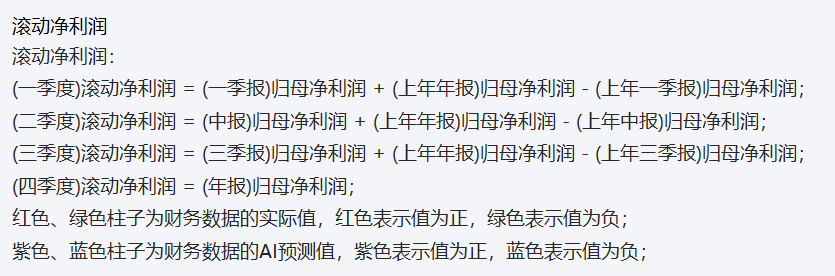 滚动净利润
滚动净利润：
(一季度)滚动净利润 = (一季报)归母净利润 + (上年年报)归母净利润 - (上年一季报)归母净利润；
(二季度)滚动净利润 = (中报)归母净利润 + (上年年报)归母净利润 - (上年中报)归母净利润；
(三季度)滚动净利润 = (三季报)归母净利润 + (上年年报)归母净利润 - (上年三季报)归母净利润；
(四季度)滚动净利润 = (年报)归母净利润；
红色、绿色柱子为财务数据的实际值，红色表示值为正，绿色表示值为负；
紫色、蓝色柱子为财务数据的AI预测值，紫色表示值为正，蓝色表示值为负；